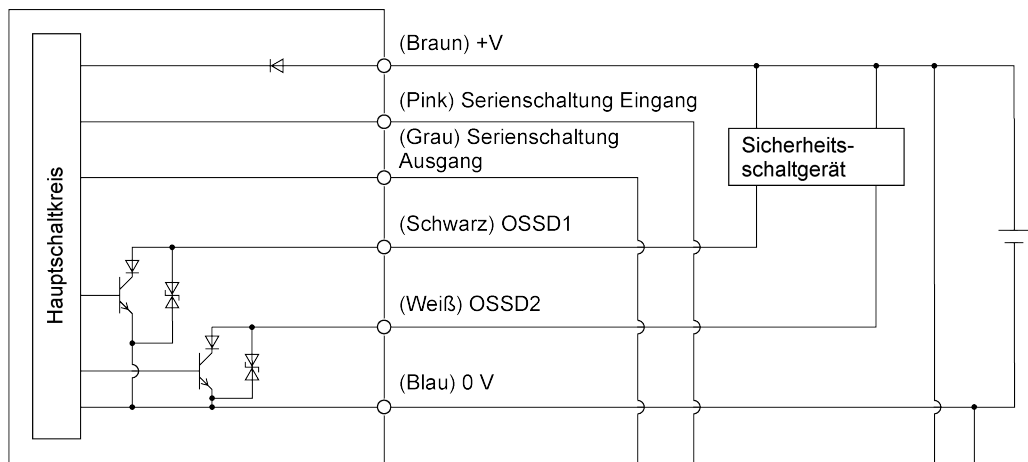 (Braun) +V
(Pink) Serienschaltung Eingang
(Grau) Serienschaltung
Ausgang
Sicherheits-
schaltgerät
(Schwarz) OSSD1
(Weiß) OSSD2
(Blau) 0 V
Hauptschaltkreis